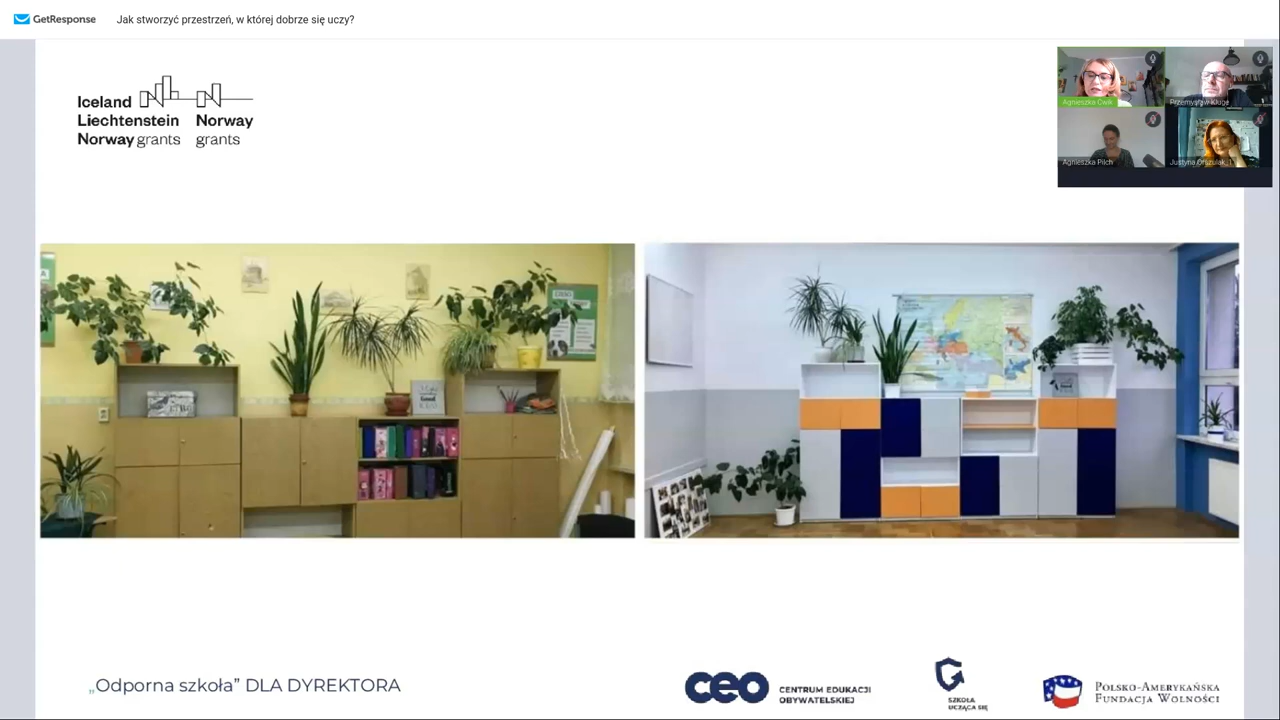 GetResponse
Jak stworzyć przestrzeń, w której dobrze się uczy?
Iceland
Liechtenstein
Norway grants
Norway
grants
Agnieszka Ćwik
Przemysław Kluge
Agnieszka Pilch
Justyna Orszulak_1
„Odporna szkoła” DLA DYREKTORA
ceo
CENTRUM EDUKACJI
OBYWATELSKIEJ
SZKOŁA
UCZĄCA SIĘ
POLSKO-AMERYKAŃSKA
FUNDACJA WOLNOŚCI